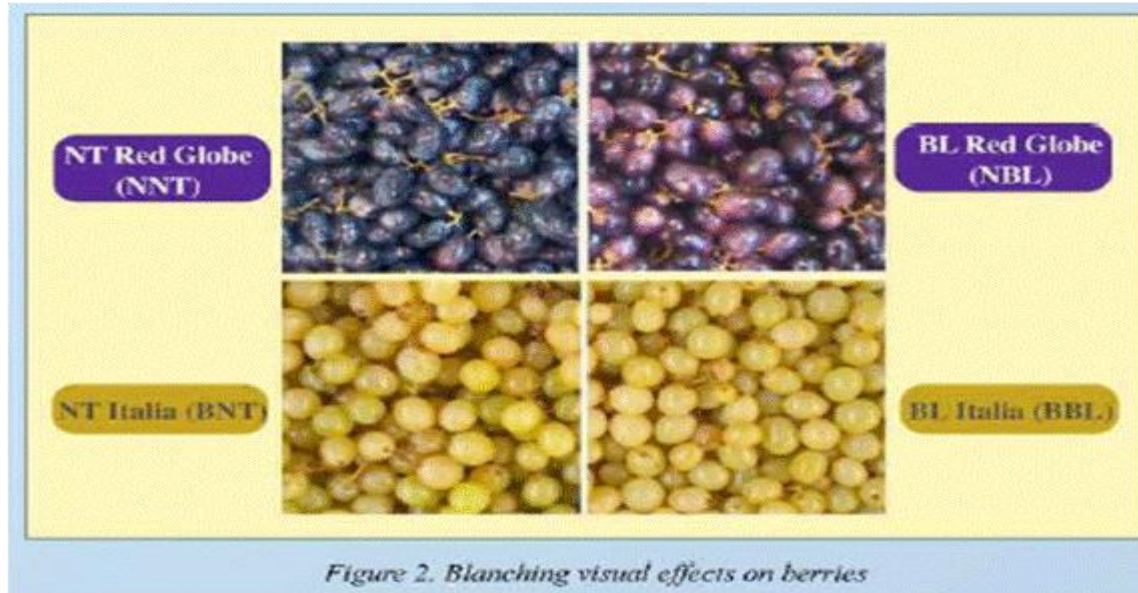 NT Red Globe
(NNT)
BL Red Globe
(NBL)
NT Italia (BNT)
BL Italia (BBL)
Figure 2. Blanching visual effects on berries